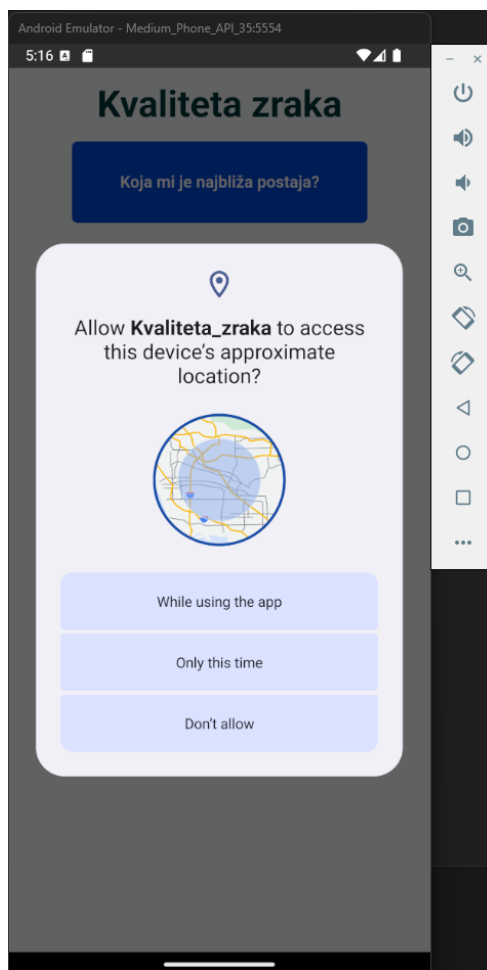 Android Emulator - Medium_Phone_API_35:5554
5:16
Kvaliteta zraka
Koja mi je najbliža postaja?
Allow Kvaliteta_zraka to access
this device's approximate
location?
While using the app
Only this time
Don't allow